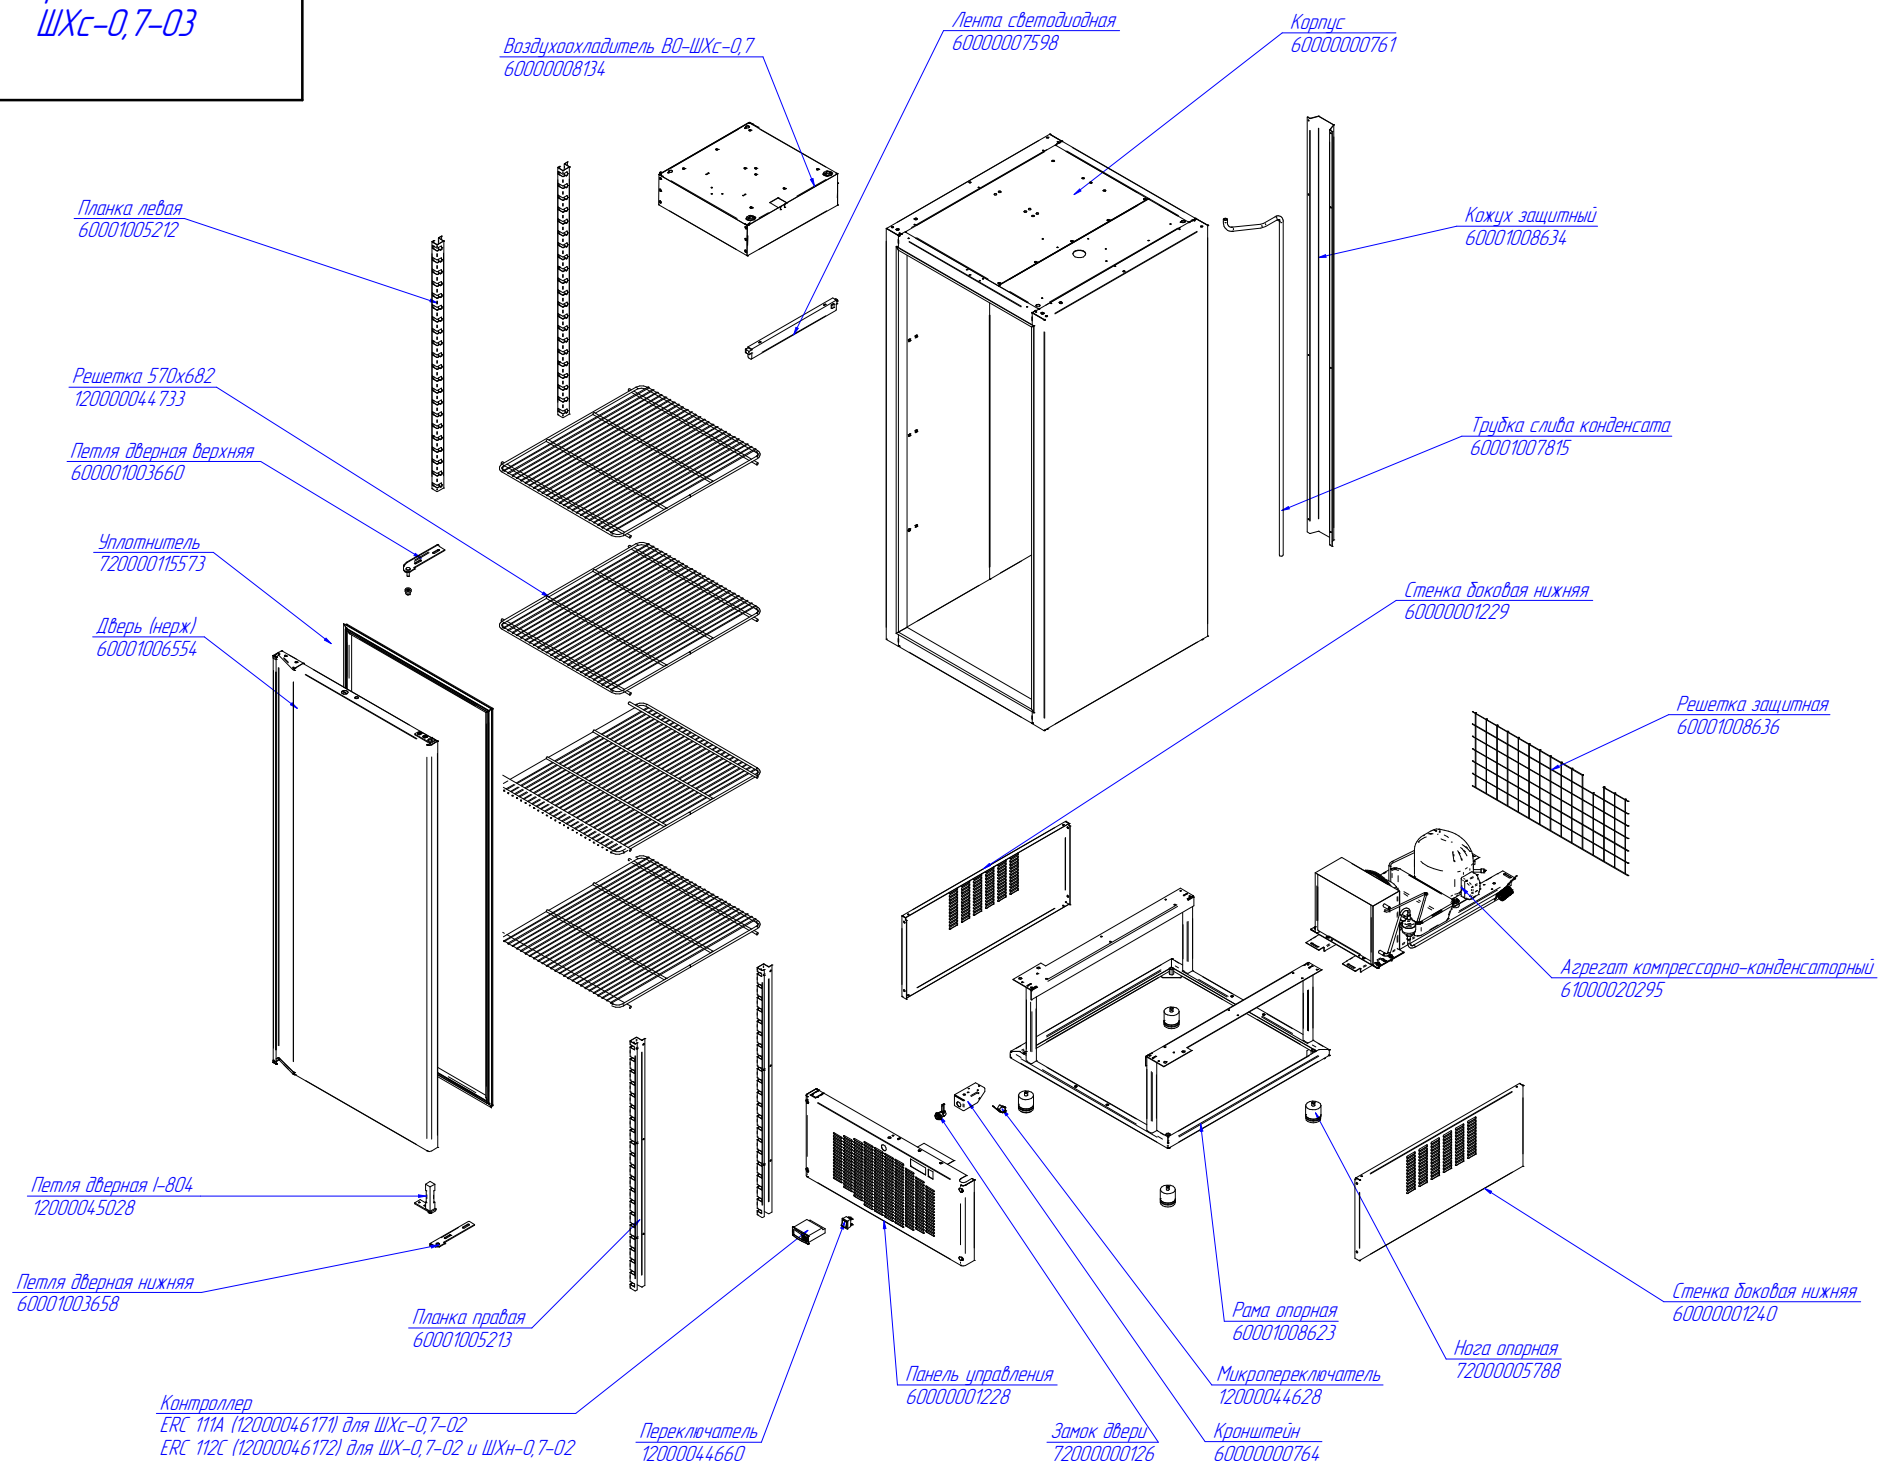 ШХс-0,7-03
Воздухоохладитель ВО-ШХс-0,7
60000008134
Лента светодиодная
60000007598
Корпус
60000000761
Планка левая
60001005212
Кожух защитный
60001008634
Решетка 570х682
120000044733
Петля дверная верхняя
600001003660
Трубка слива конденсата
60001007815
Уплотнитель
720000115573
Стенка боковая нижняя
60000001229
Дверь (нерж)
60001006554
Решетка защитная
60001008636
Агрегат компрессорно-конденсаторный
61000020295
Петля дверная I-804
12000045028
Петля дверная нижняя
60001003658
Планка правая
60001005213
Рама опорная
60001008623
Стенка боковая нижняя
60000001240
Нога опорная
72000005788
Контроллер
ERC 111A (12000046171) для ШХс-0,7-02
ERC 112C (12000046172) для ШХ-0,7-02 и ШХн-0,7-02
Переключатель
12000044660
Панель управления
60000001228
Микропереключатель
12000044628
Замок двери
72000000126
Кронштейн
60000000764